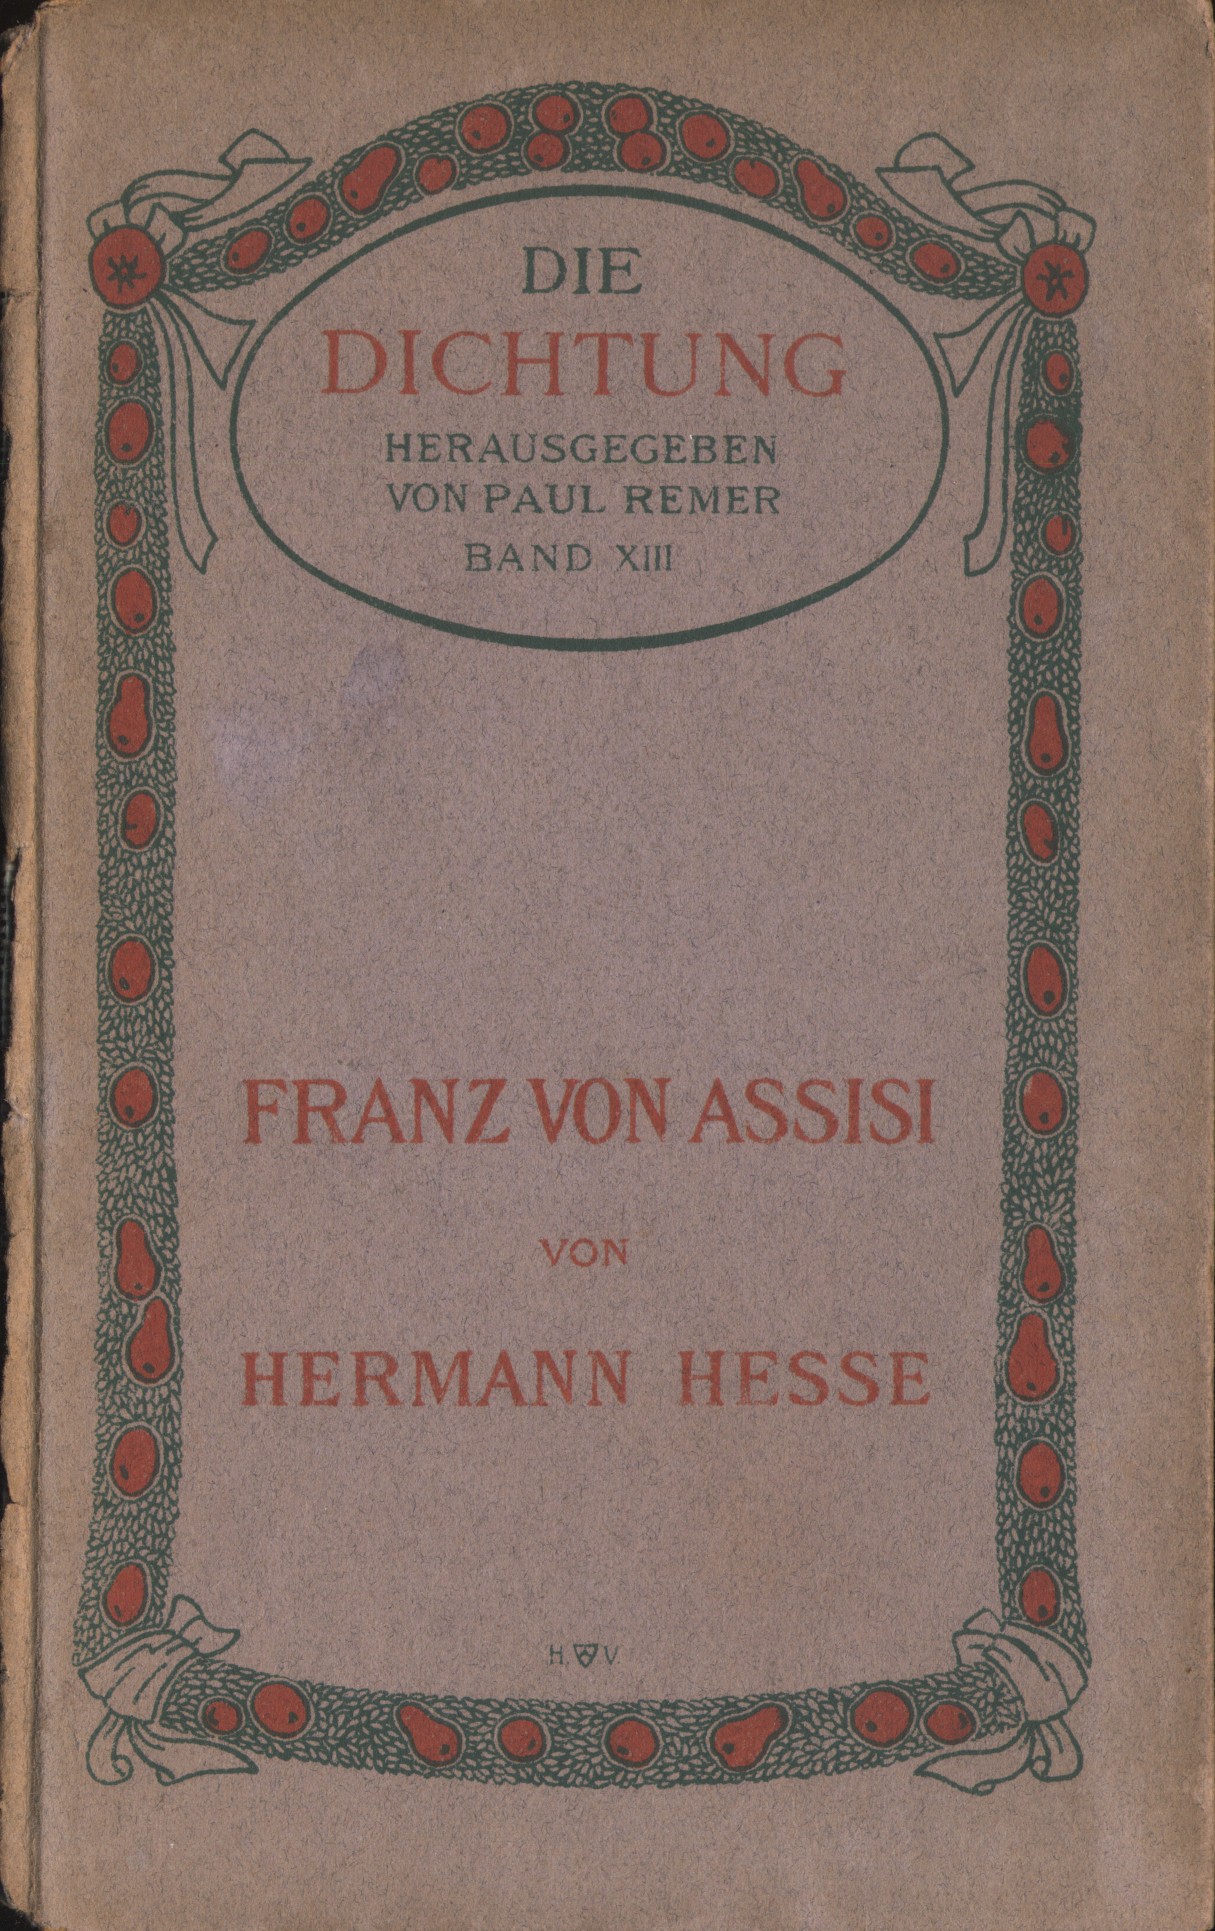 DIE
DICHTUNG
HERAUSGEGEBEN
VON PAUL REMER
BAND XIII
FRANZ VON ASSISI
VON
HERMANN HESSE
H. V.